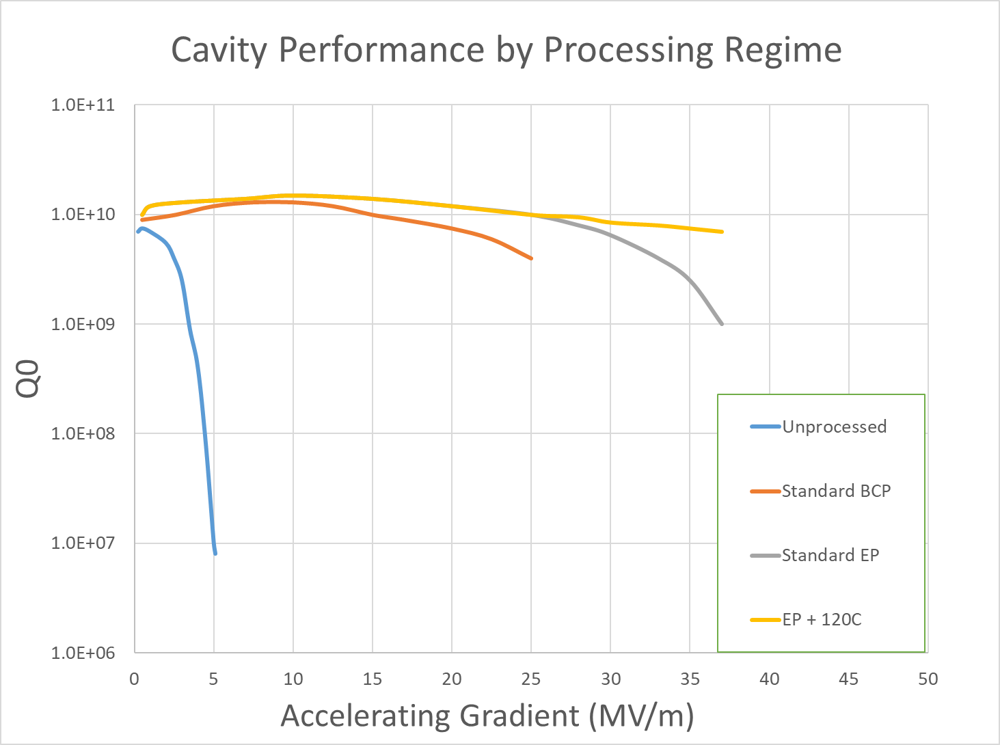 Cavity Performance by Processing Regime
1.0E+11
1.0E+10
1.0E+09
1.0E+08
1.0E+07
1.0E+06
Q0
0 5 10 15 20 25 30 35 40 45 50
Accelerating Gradient (MV/m)
Unprocessed
Standard BCP
Standard EP
EP + 120C